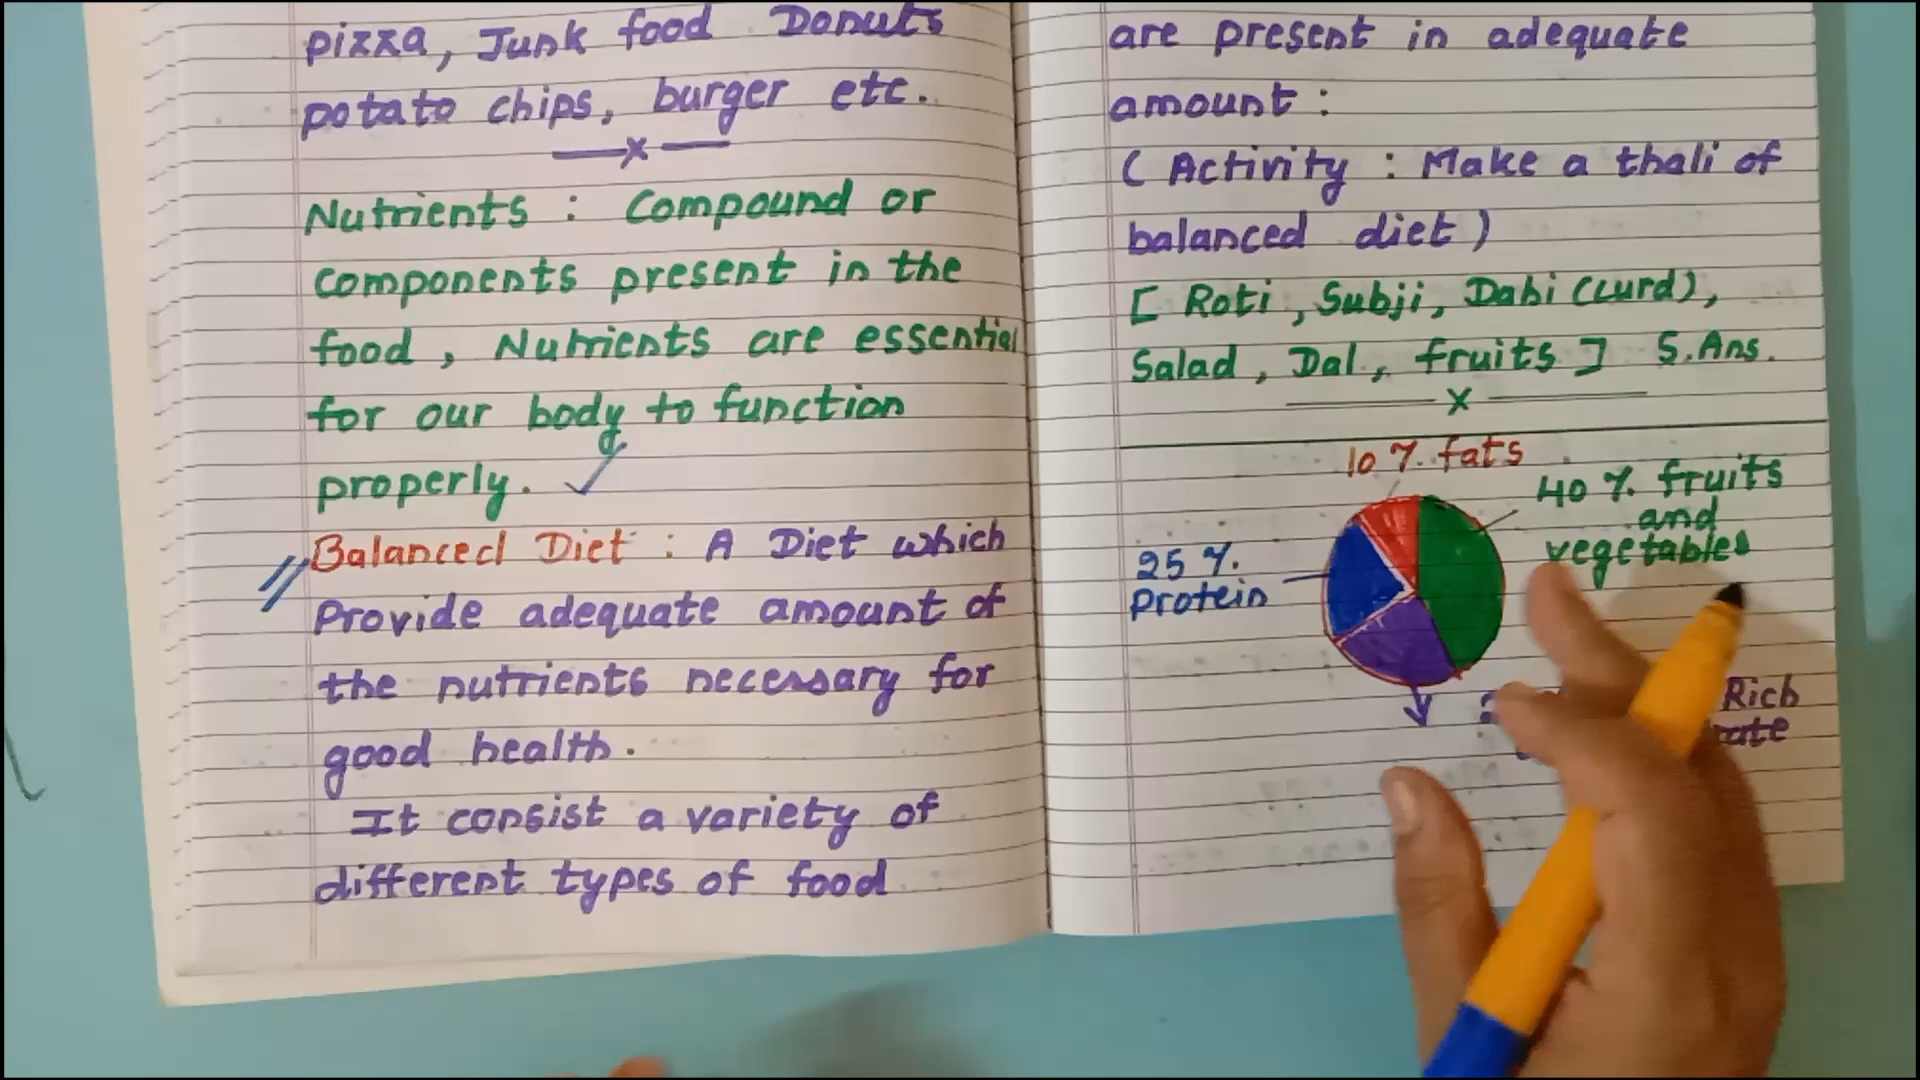 pizza, Junk food Donuts
potato chips, burger etc.
x
Nutrients : Compound or
components present in the
food, Nutrients are essential
for our body to function
properly.
Balanced Diet : A Diet which
Provide adequate amount of
the nutrients necessary for
good health.
It consist a variety of
different types of food
are present in adequate
amount :
( Activity : Make a thali of
balanced diet )
[ Roti, Subji, Dahi (curd),
Salad, Dal, fruits ] S.Ans.
x
10 % fats
40 % fruits
and
vegetables
25 %
Protein
Rich